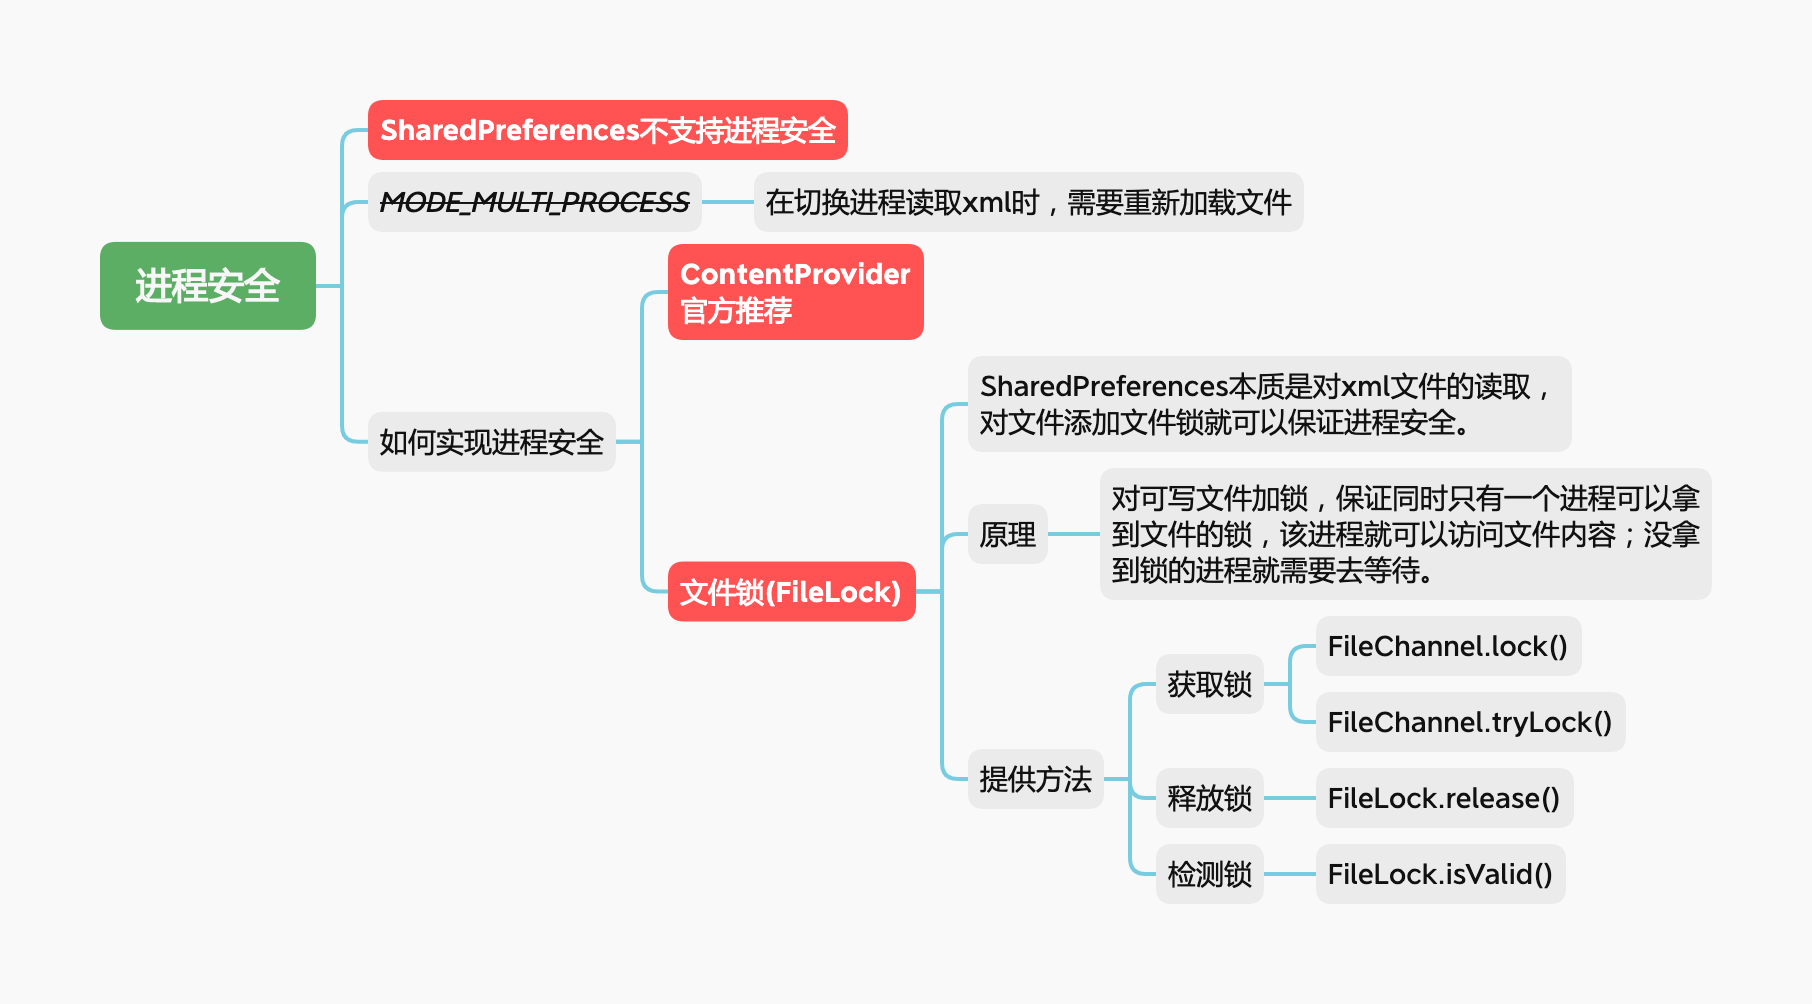 进程安全
SharedPreferences不支持进程安全
MODE_MULTI_PROCESS
在切换进程读取xml时，需要重新加载文件
如何实现进程安全
ContentProvider
官方推荐
文件锁(FileLock)
SharedPreferences本质是对xml文件的读取，
对文件添加文件锁就可以保证进程安全。
原理
对可写文件加锁，保证同时只有一个进程可以拿
到文件的锁，该进程就可以访问文件内容；没拿
到锁的进程就需要去等待。
提供方法
获取锁
FileChannel.lock()
FileChannel.tryLock()
释放锁
FileLock.release()
检测锁
FileLock.isValid()